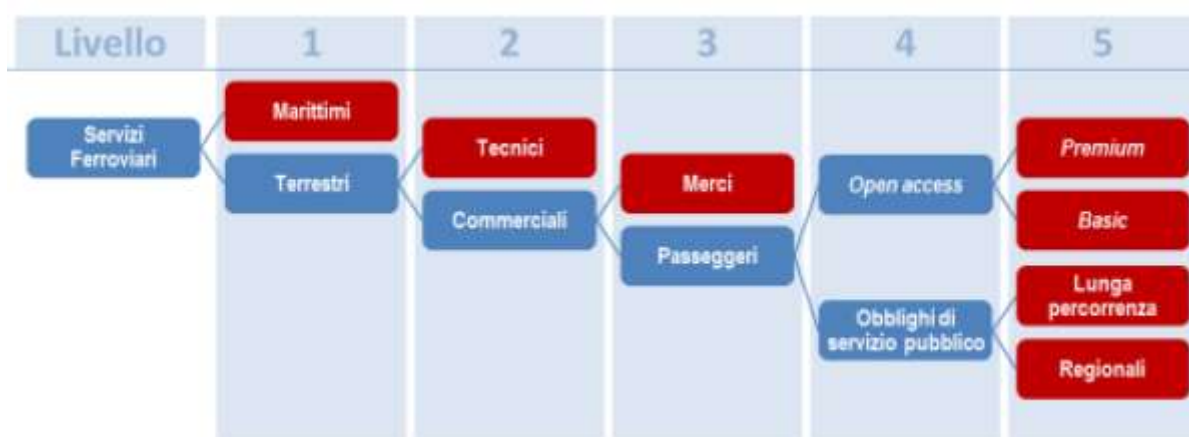 Livello 1 2 3 4 5
Servizi
Ferroviari
Marittimi
Terrestri
Tecnici
Commerciali
Merci
Passeggeri
Open access
Obblighi di
servizio pubblico
Premium
Basic
Lunga
percorrenza
Regionali